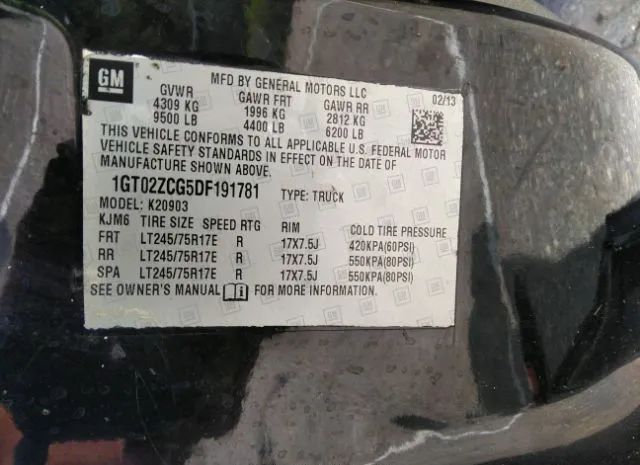 GM
MFD BY GENERAL MOTORS LLC
02/13
GVWR GAWR FRT GAWR RR
4309 KG 1996 KG 2812 KG
9500 LB 4400 LB 6200 LB
THIS VEHICLE CONFORMS TO ALL APPLICABLE U.S. FEDERAL MOTOR
VEHICLE SAFETY STANDARDS IN EFFECT ON THE DATE OF
MANUFACTURE SHOWN ABOVE.
1GT02ZCG5DF191781 TYPE: TRUCK
MODEL: K20903
KJM6 TIRE SIZE SPEED RTG RIM COLD TIRE PRESSURE
FRT LT245/75R17E R 17X7.5J 420KPA(60PSI)
RR LT245/75R17E R 17X7.5J 550KPA(80PSI)
SPA LT245/75R17E R 17X7.5J 550KPA(80PSI)
SEE OWNER'S MANUAL FOR MORE INFORMATION.